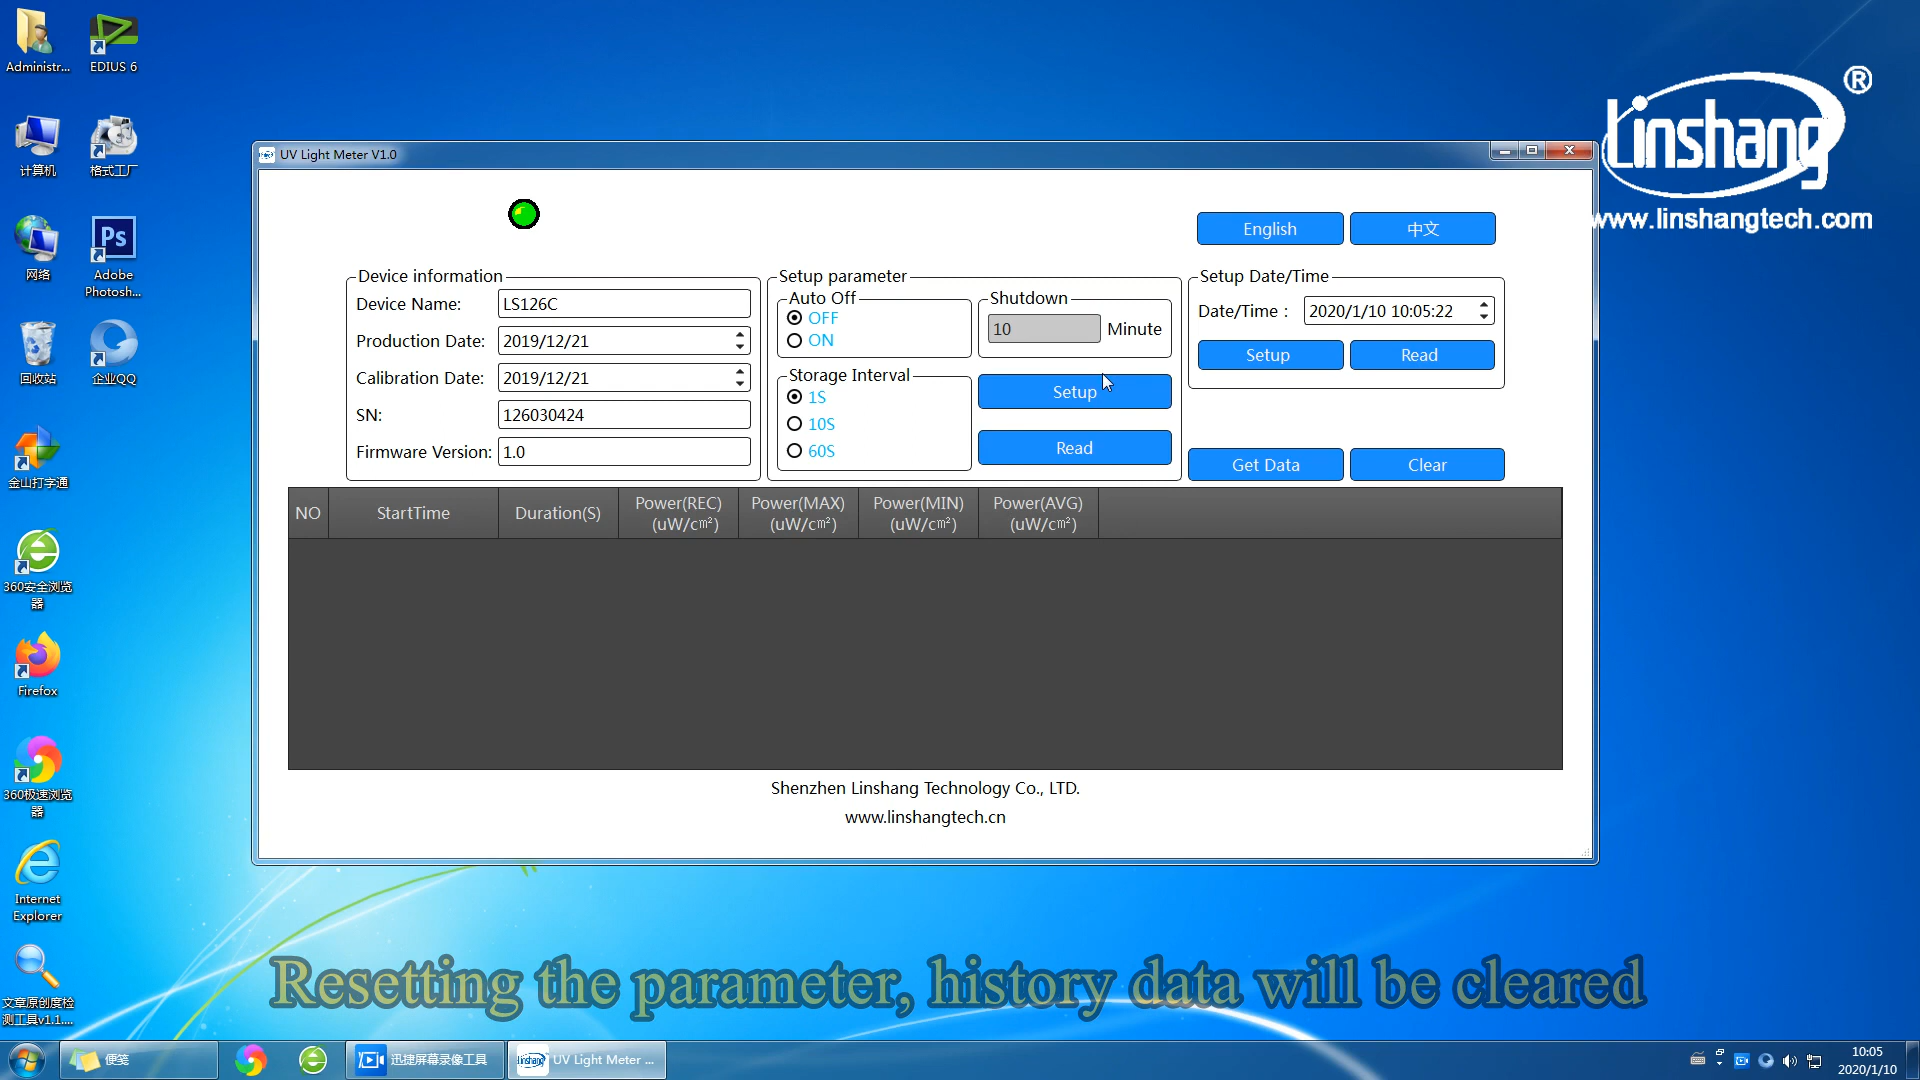 Administr...
EDIUS 6
计算机
格式工厂
网络
Ps
Adobe
Photosh...
回收站
企业QQ
金山打字通
360安全浏览
器
Firefox
360极速浏览
器
Internet
Explorer
文章原创度检
测工具v1.1....
Linshang®
www.linshangtech.com
UV Light Meter V1.0
English
中文
Device information
Device Name: LS126C
Production Date: 2019/12/21
Calibration Date: 2019/12/21
SN: 126030424
Firmware Version: 1.0
Setup parameter
Auto Off
OFF
ON
Shutdown
10 Minute
Storage Interval
1S
10S
60S
Setup
Read
Setup Date/Time
Date/Time : 2020/1/10 10:05:22
Setup Read
Get Data Clear
NO StartTime Duration(S) Power(REC) Power(MAX) Power(MIN) Power(AVG)
(uW/c㎡) (uW/c㎡) (uW/c㎡) (uW/c㎡)
Shenzhen Linshang Technology Co., LTD.
www.linshangtech.cn
Resetting the parameter, history data will be cleared
便笺
迅捷屏幕录像工具
Linshang
UV Light Meter ...
10:05
2020/1/10